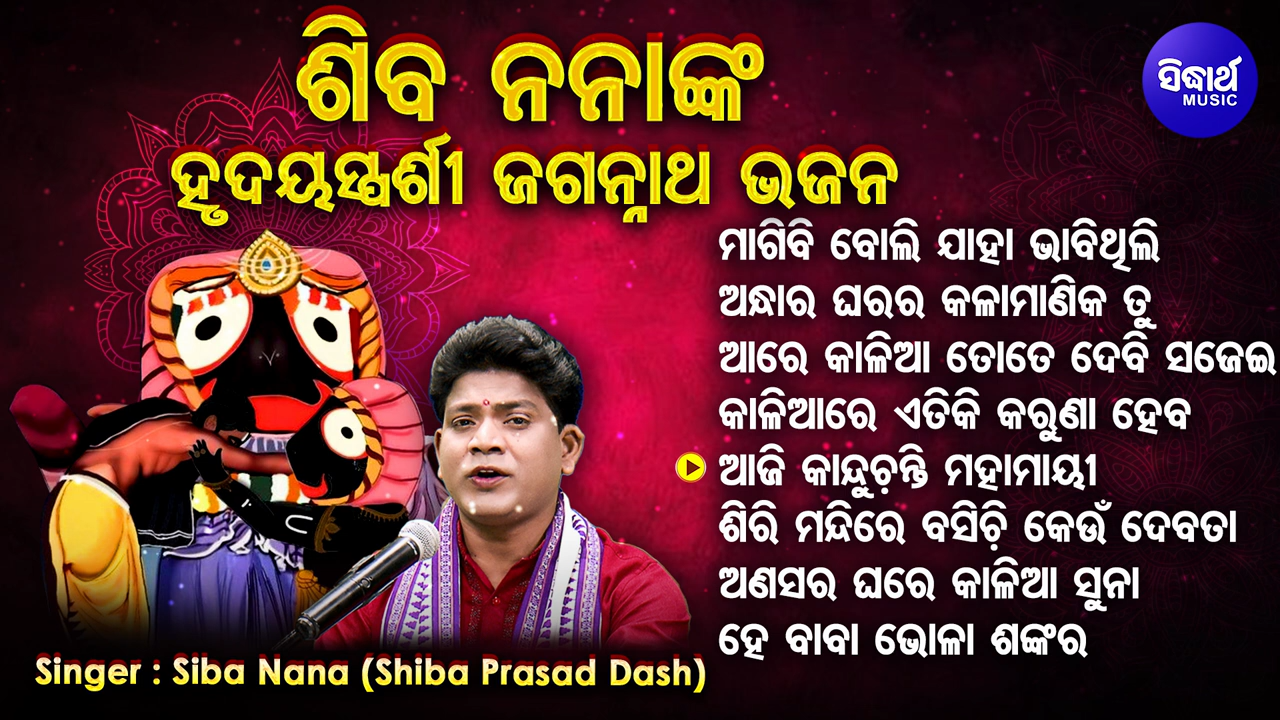 ଶିବ ନନାଙ୍କ
ହୃଦୟସ୍ପର୍ଶୀ ଜଗନ୍ନାଥ ଭଜନ
ସିଦ୍ଧାର୍ଥ
MUSIC
ମାଗିବି ବୋଲି ଯାହା ଭାବିଥିଲି
ଅନ୍ଧାର ଘରର କଳାମାଣିକ ତୁ
ଆରେ କାଳିଆ ତୋତେ ଦେବି ସଜେଇ
କାଳିଆରେ ଏତିକି କରୁଣା ହେବ
ଆଜି କାନ୍ଦୁଚ଼ନ୍ତି ମହାମାୟୀ
ଶିରି ମନ୍ଦିରେ ବସିଚ଼ି କେଉଁ ଦେବତା
ଅଣସର ଘରେ କାଳିଆ ସୁନା
ହେ ବାବା ଭୋଳା ଶଙ୍କର
Singer : Siba Nana (Shiba Prasad Dash)